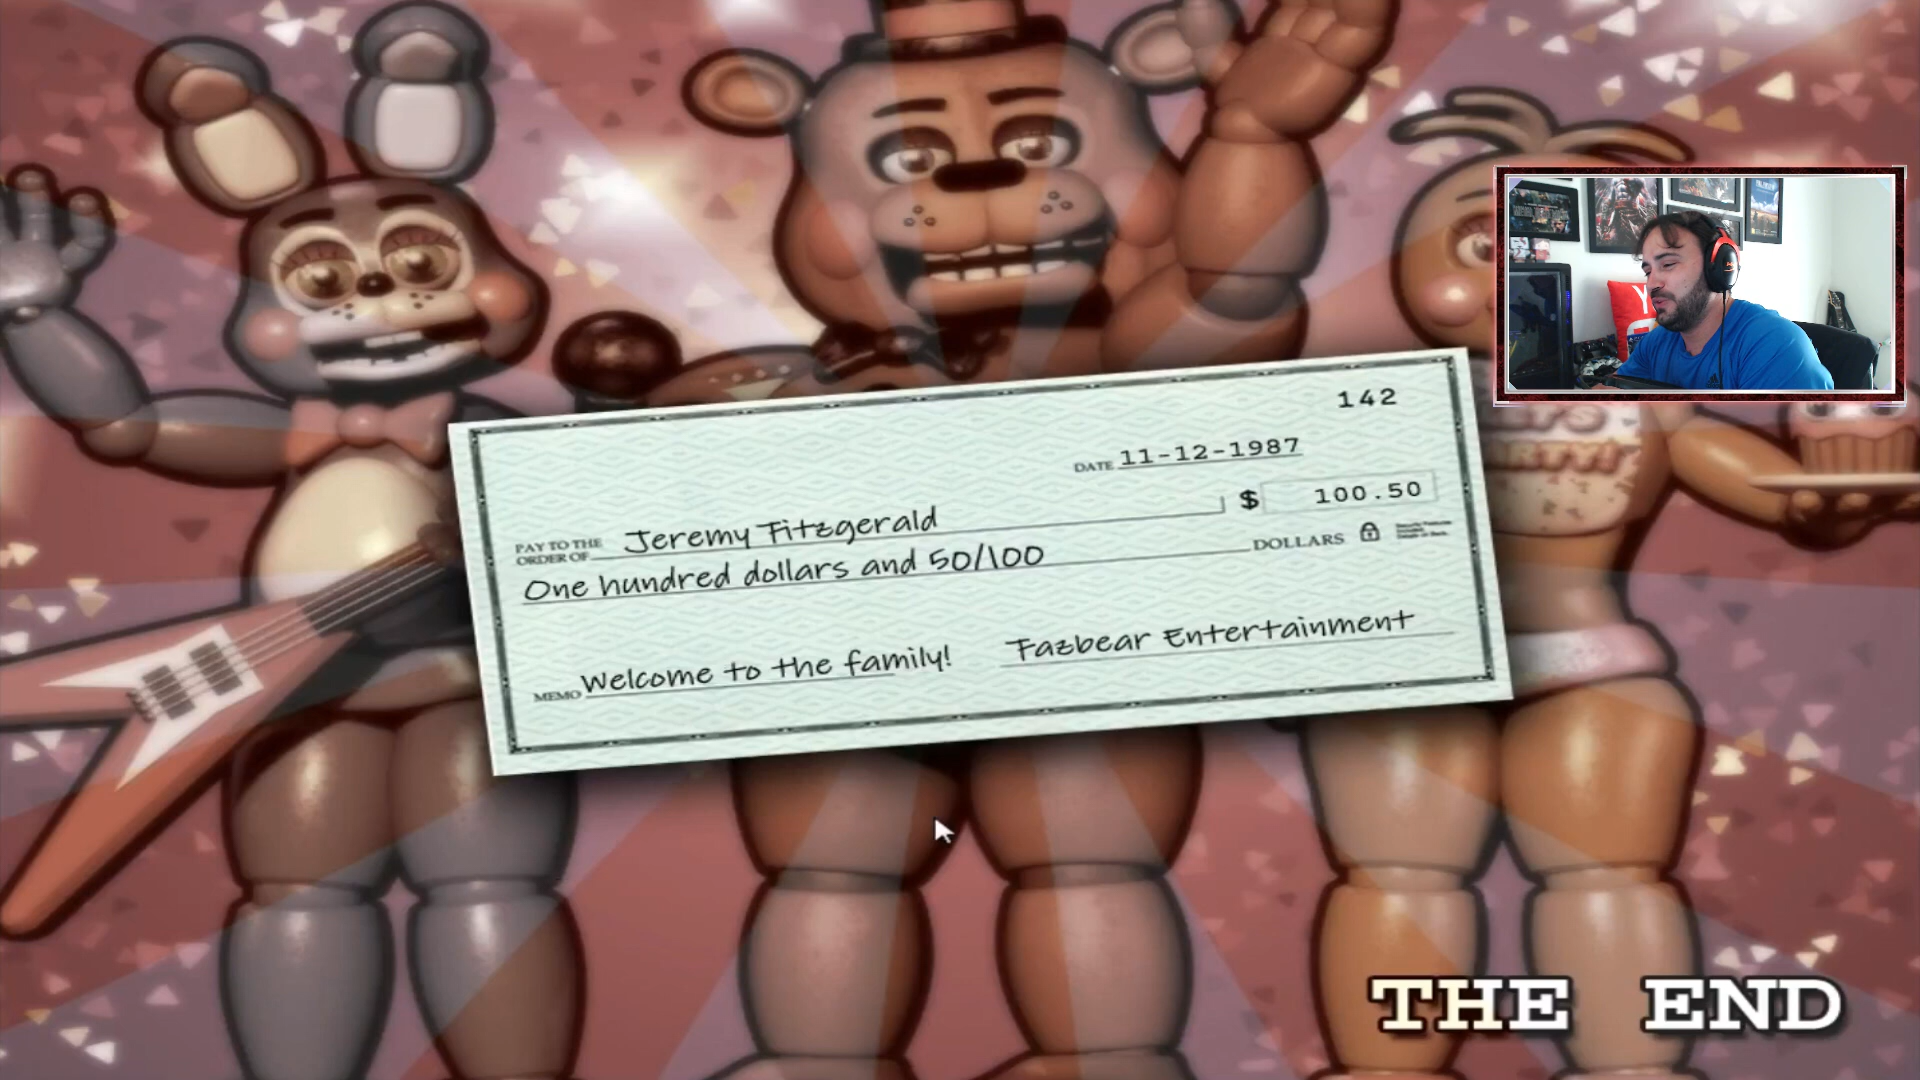 142
DATE 11-12-1987
$ 100.50
PAY TO THE
ORDER OF Jeremy Fitzgerald
One hundred dollars and 50/100 DOLLARS
MEMO Welcome to the family! Fazbear Entertainment
PARTY!
THE END